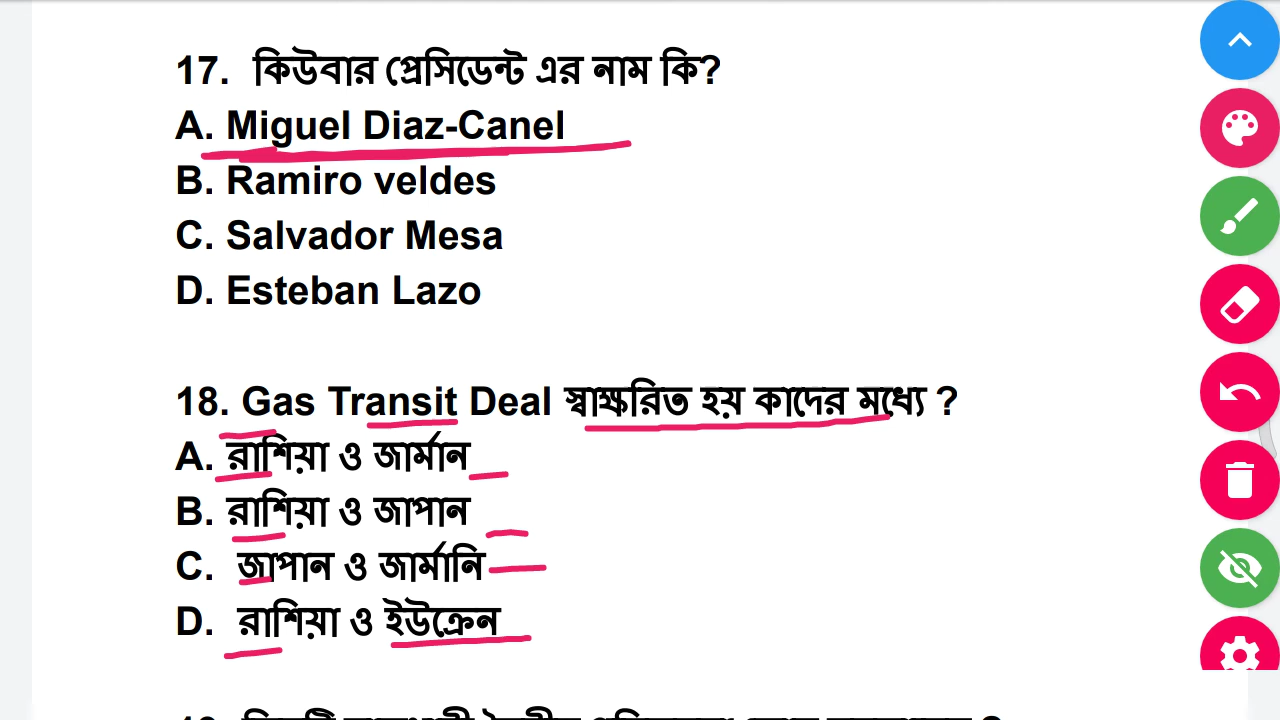 17. কিউবার প্রেসিডেন্ট এর নাম কি?
A. Miguel Diaz-Canel
B. Ramiro veldes
C. Salvador Mesa
D. Esteban Lazo
18. Gas Transit Deal স্বাক্ষরিত হয় কাদের মধ্যে ?
A. রাশিয়া ও জার্মান
B. রাশিয়া ও জাপান
C. জাপান ও জার্মানি
D. রাশিয়া ও ইউক্রেন